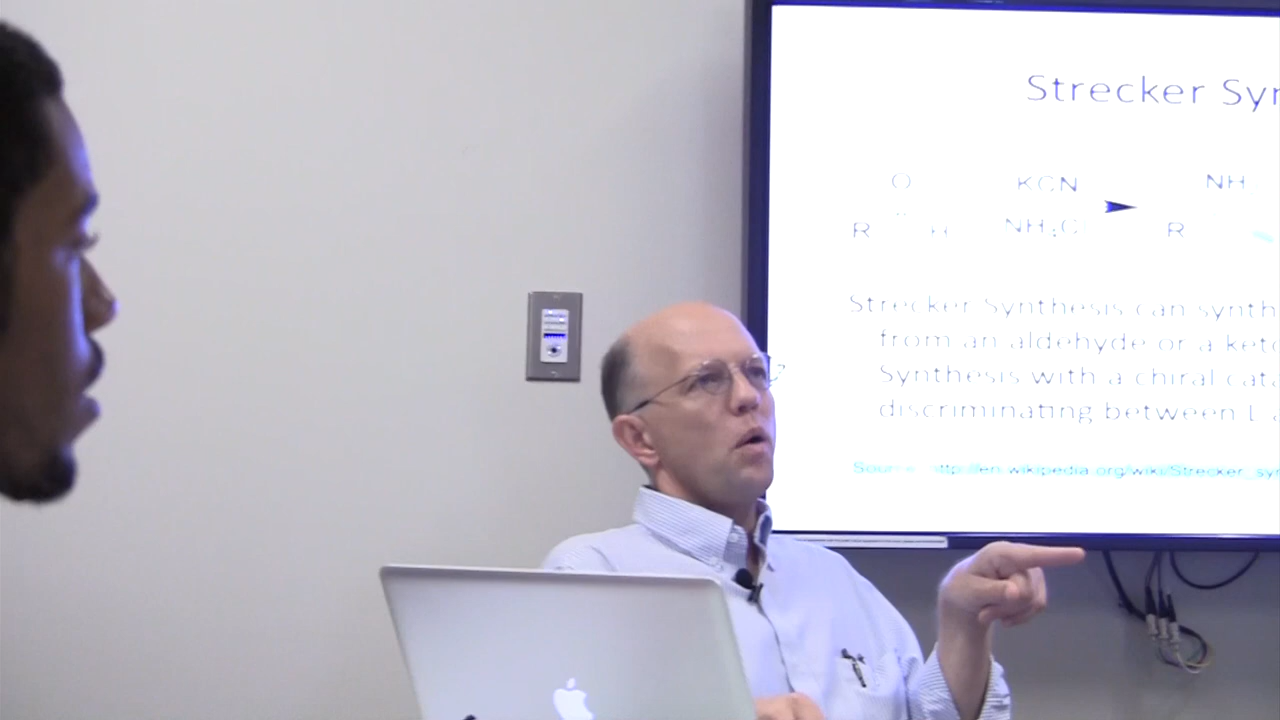 Strecker Syn
O KCN NH
R H NH₄Cl R
Strecker Synthesis can synth
from an aldehyde or a keto
Synthesis with a chiral cata
discriminating between L a
Source: http://en.wikipedia.org/wiki/Strecker_syn